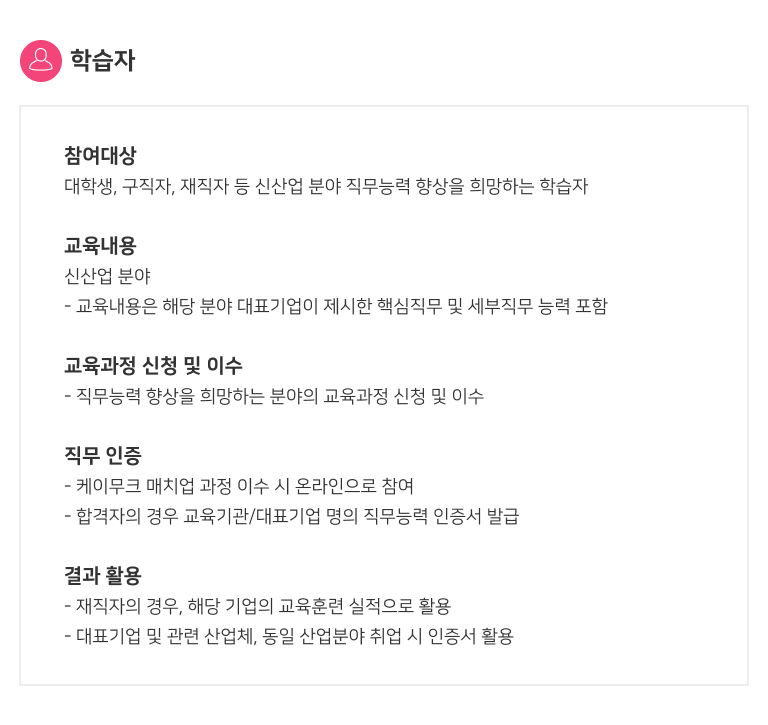 학습자
참여대상
대학생, 구직자, 재직자 등 신산업 분야 직무능력 향상을 희망하는 학습자
교육내용
신산업 분야
- 교육내용은 해당 분야 대표기업이 제시한 핵심직무 및 세부직무 능력 포함
교육과정 신청 및 이수
- 직무능력 향상을 희망하는 분야의 교육과정 신청 및 이수
직무 인증
- 케이무크 매치업 과정 이수 시 온라인으로 참여
- 합격자의 경우 교육기관/대표기업 명의 직무능력 인증서 발급
결과 활용
- 재직자의 경우, 해당 기업의 교육훈련 실적으로 활용
- 대표기업 및 관련 산업체, 동일 산업분야 취업 시 인증서 활용